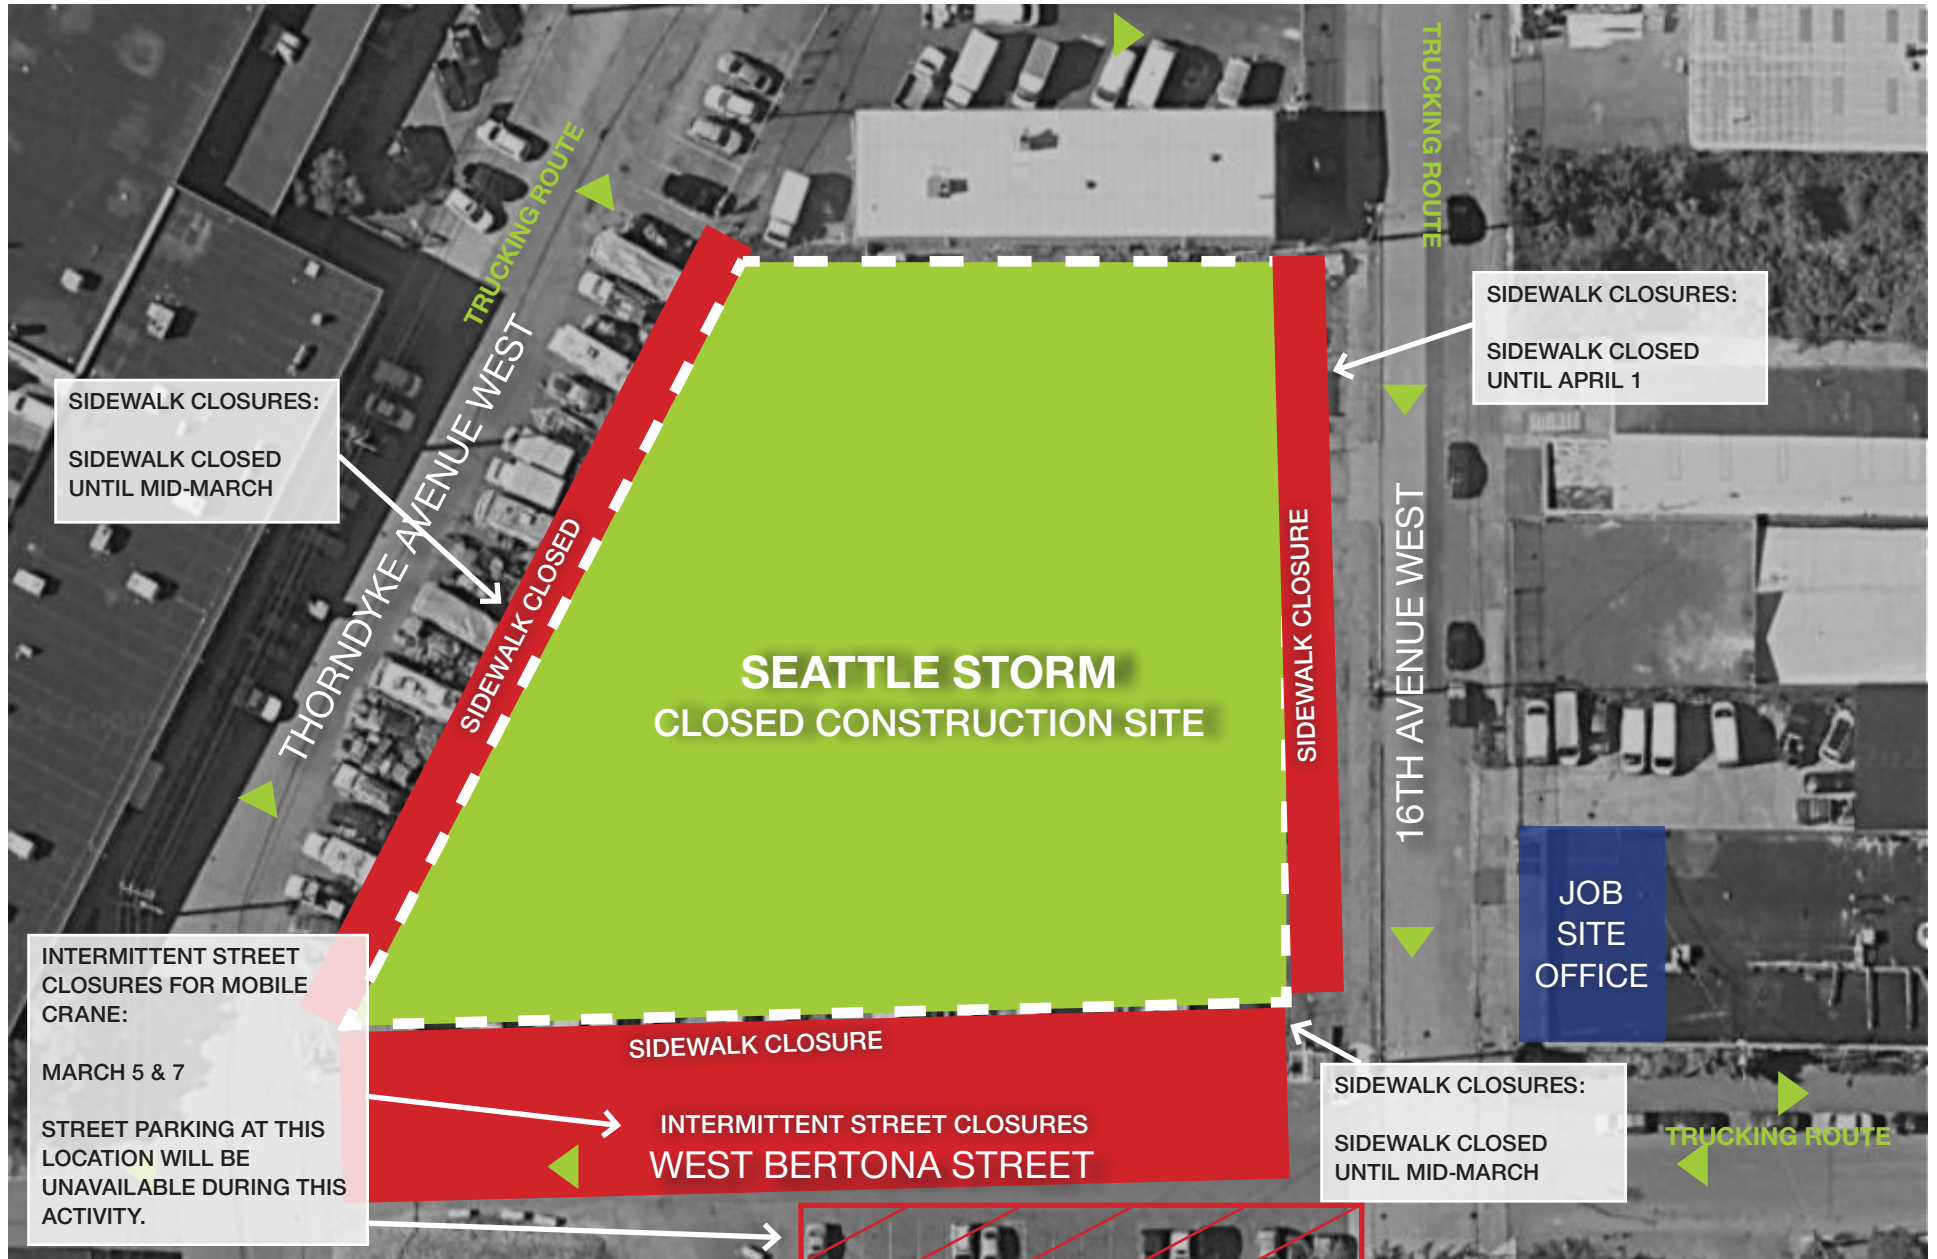 TRUCKING ROUTE
TRUCKING ROUTE
SIDEWALK CLOSURES:
SIDEWALK CLOSED
UNTIL APRIL 1
SIDEWALK CLOSURES:
SIDEWALK CLOSED
UNTIL MID-MARCH
THORNDYKE AVENUE WEST
SIDEWALK CLOSED
SEATTLE STORM
CLOSED CONSTRUCTION SITE
SIDEWALK CLOSURE
16TH AVENUE WEST
JOB
SITE
OFFICE
INTERMITTENT STREET
CLOSURES FOR MOBILE
CRANE:
MARCH 5 & 7
STREET PARKING AT THIS
LOCATION WILL BE
UNAVAILABLE DURING THIS
ACTIVITY.
SIDEWALK CLOSURE
INTERMITTENT STREET CLOSURES
WEST BERTONA STREET
SIDEWALK CLOSURES:
SIDEWALK CLOSED
UNTIL MID-MARCH
TRUCKING ROUTE